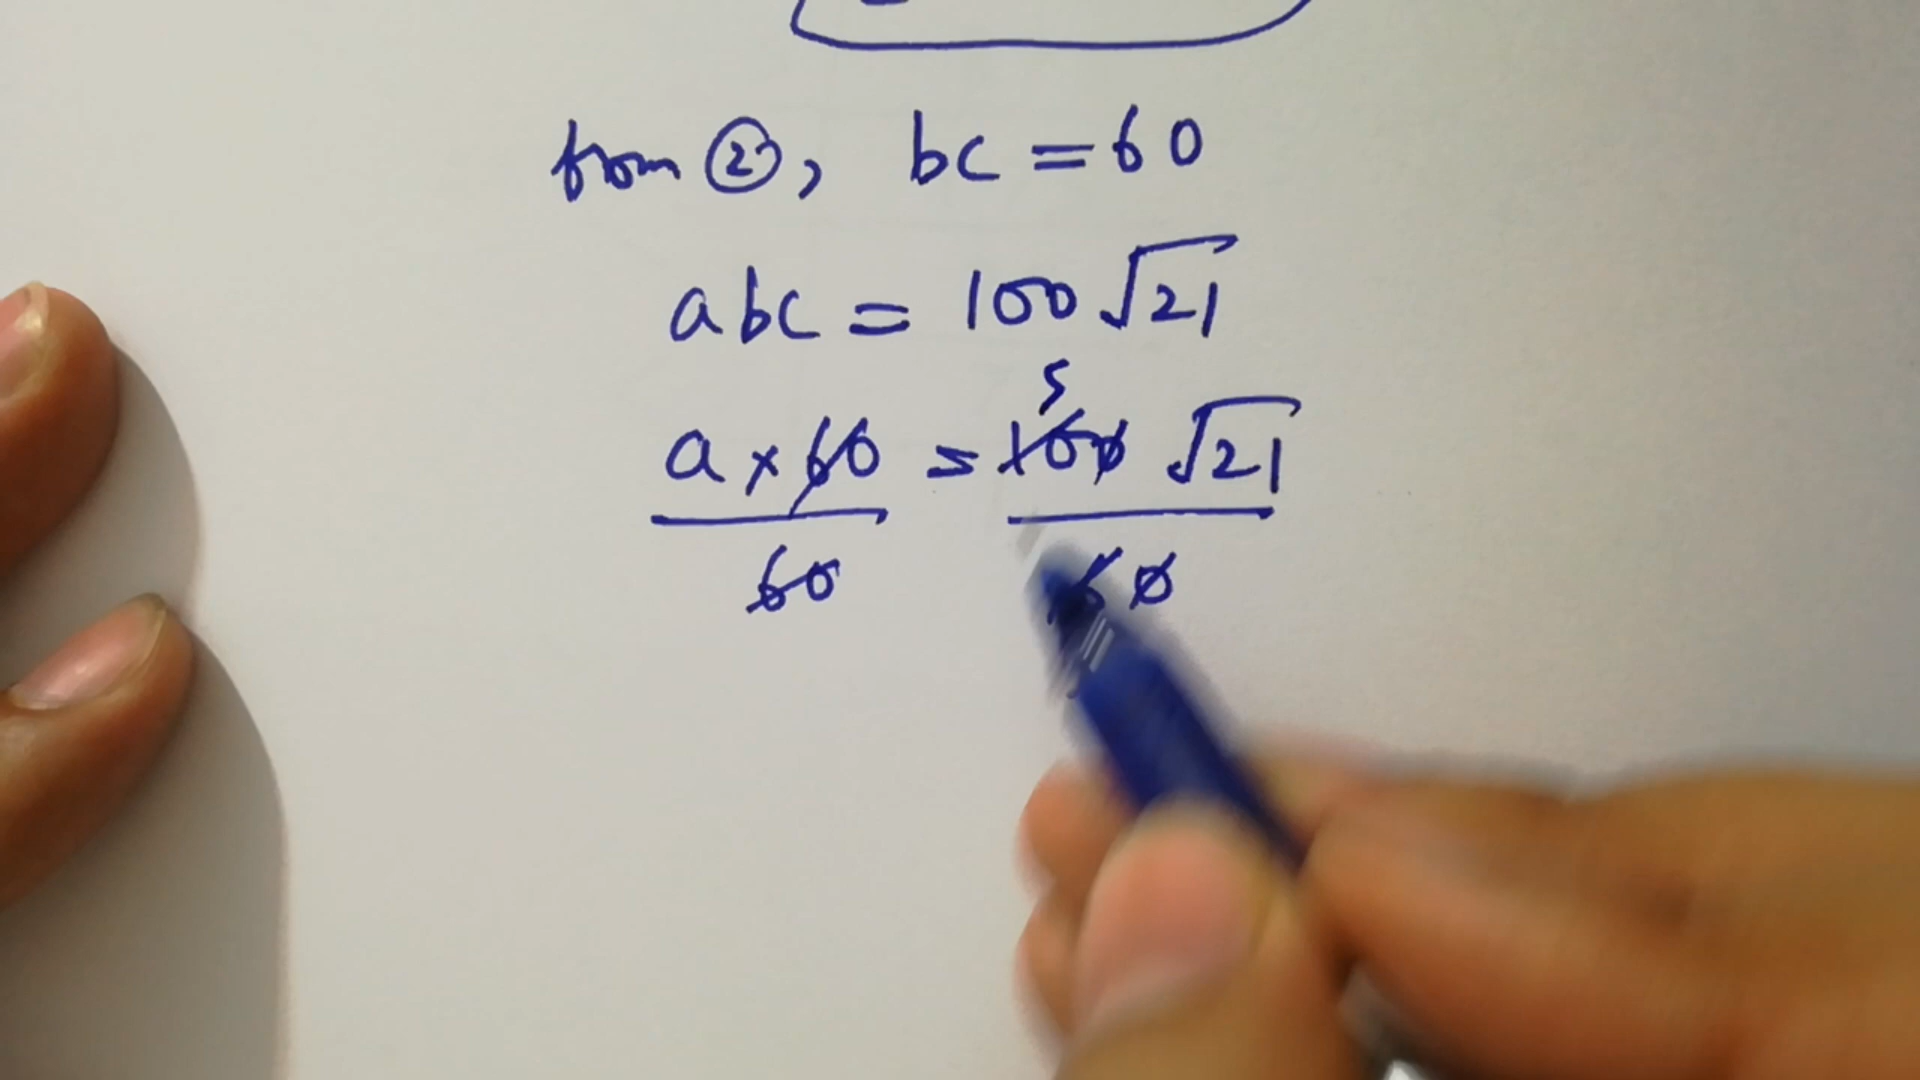 from ②, bc = 60
abc = 100 √21
5
a × 60 = 100 √21
60 60